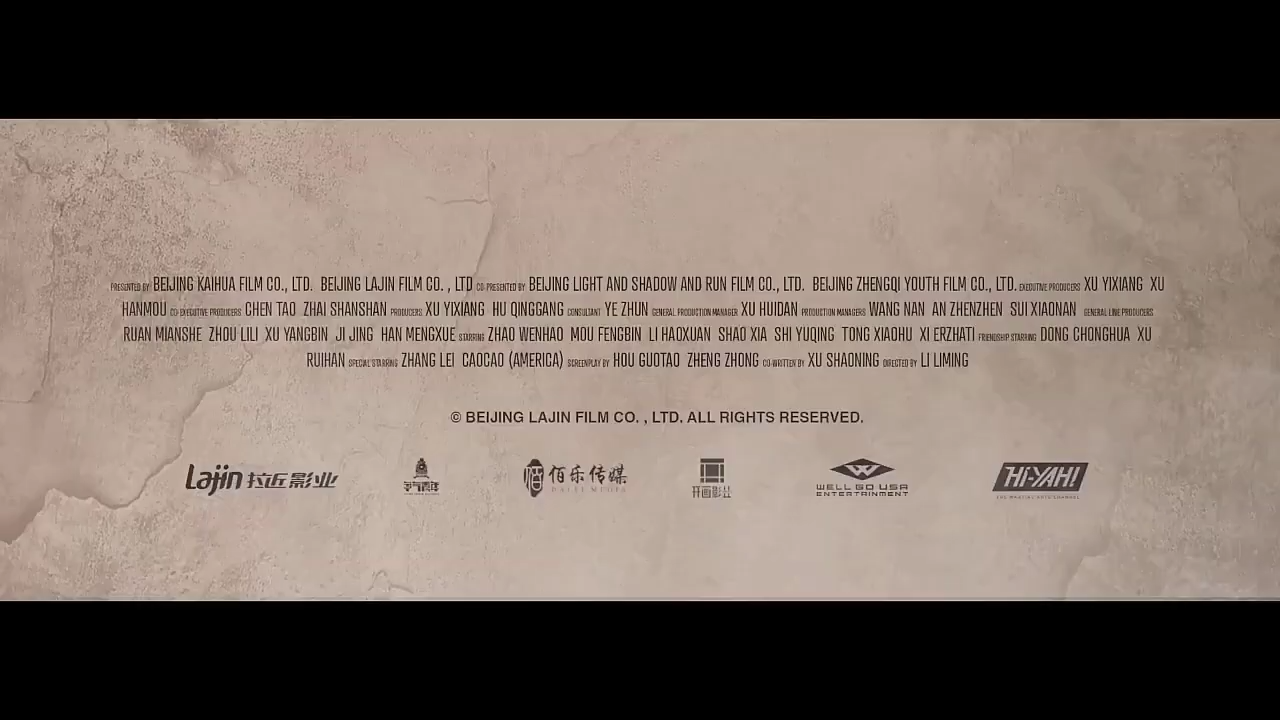 PRESENTED BY BEIJING KAIHUA FILM CO., LTD. BEIJING LAJIN FILM CO. , LTD CO-PRESENTED BY BEIJING LIGHT AND SHADOW AND RUN FILM CO., LTD. BEIJING ZHENGQI YOUTH FILM CO., LTD. EXECUTIVE PRODUCERS XU YIXIANG XU
HANMOU CO-EXECUTIVE PRODUCERS CHEN TAO ZHAI SHANSHAN PRODUCERS XU YIXIANG HU QINGGANG CONSULTANT YE ZHUN GENERAL PRODUCTION MANAGER XU HUIDAN PRODUCTION MANAGERS WANG NAN AN ZHENZHEN SUI XIAONAN GENERAL LINE PRODUCERS
RUAN MIANSHE ZHOU LILI XU YANGBIN JI JING HAN MENGXUE STARRING ZHAO WENHAO MOU FENGBIN LI HAOXUAN SHAO XIA SHI YUQING TONG XIAOHU XI ERZHATI FRIENDSHIP STARRING DONG CHONGHUA XU
RUIHAN SPECIAL STARRING ZHANG LEI CAOCAO (AMERICA) SCREENPLAY BY HOU GUOTAO ZHENG ZHONG CO-WRITTEN BY XU SHAONING DIRECTED BY LI LIMING
© BEIJING LAJIN FILM CO. , LTD. ALL RIGHTS RESERVED.
Lajin 拉近影业
佰乐传媒
开画影业
WELL GO USA
ENTERTAINMENT
HI-YAH!
THE MARTIAL ARTS CHANNEL